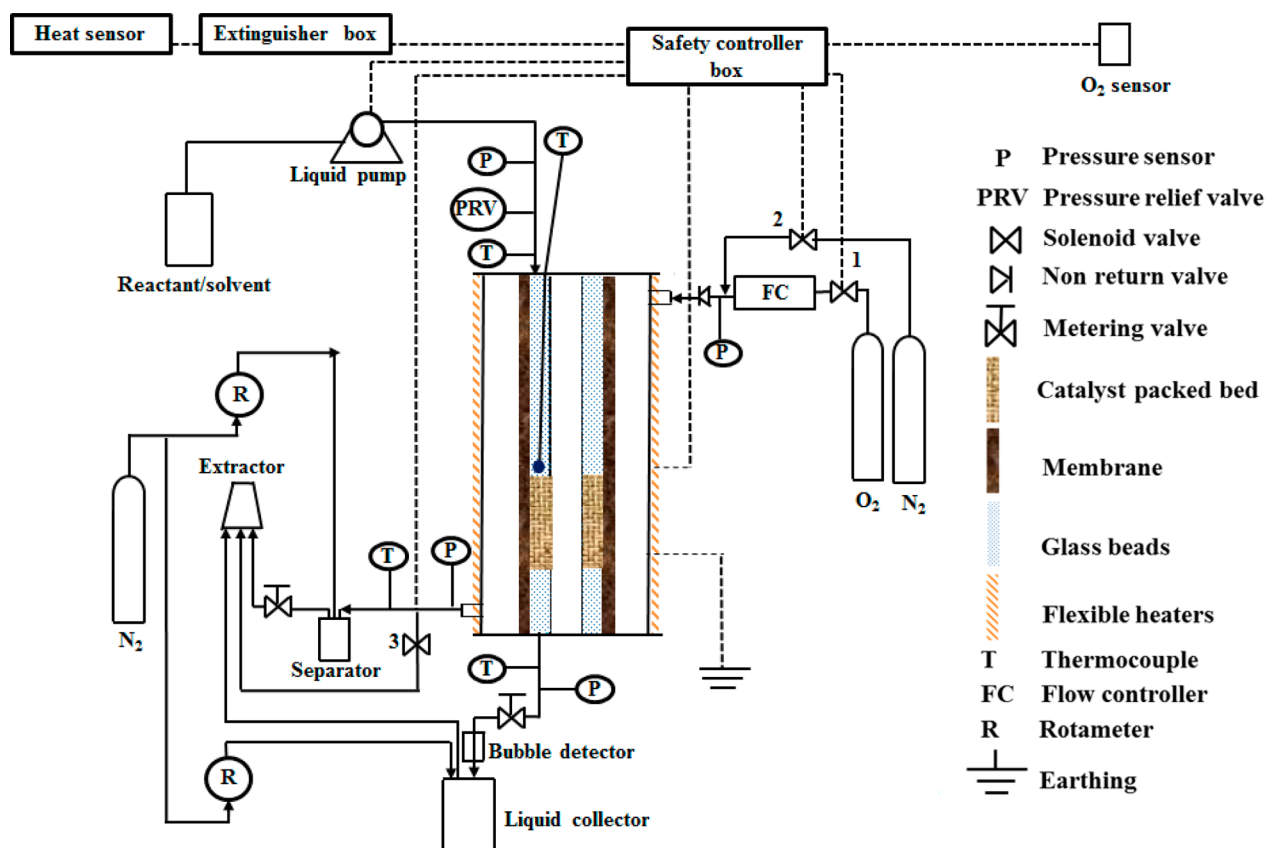 Heat sensor
Extinguisher box
Safety controller
box
O2 sensor
Liquid pump
Reactant/solvent
P
PRV
T
T
2
1
FC
P
O2
N2
R
Extractor
N2
T
P
3
Separator
T
P
Bubble detector
R
Liquid collector
P Pressure sensor
PRV Pressure relief valve
Solenoid valve
Non return valve
Metering valve
Catalyst packed bed
Membrane
Glass beads
Flexible heaters
T Thermocouple
FC Flow controller
R Rotameter
Earthing